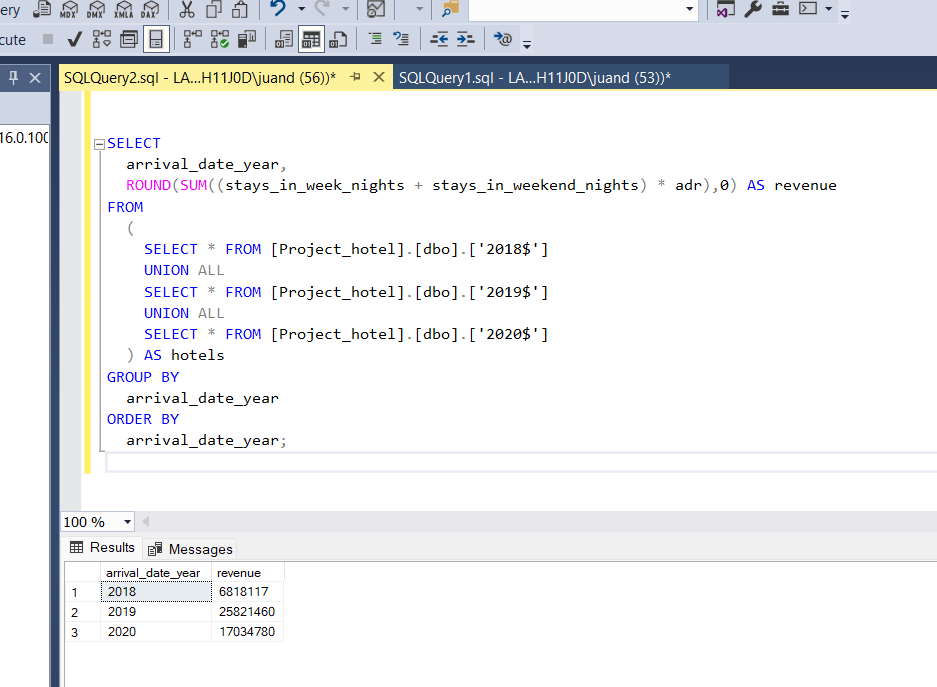 ery MDX DMX XMLA DAX
cute
SQLQuery2.sql - LA...H11J0D\juand (56))* SQLQuery1.sql - LA...H11J0D\juand (53))*
16.0.100
SELECT
arrival_date_year,
ROUND(SUM((stays_in_week_nights + stays_in_weekend_nights) * adr),0) AS revenue
FROM
(
SELECT * FROM [Project_hotel].[dbo].['2018$']
UNION ALL
SELECT * FROM [Project_hotel].[dbo].['2019$']
UNION ALL
SELECT * FROM [Project_hotel].[dbo].['2020$']
) AS hotels
GROUP BY
arrival_date_year
ORDER BY
arrival_date_year;
100 %
Results Messages
arrival_date_year revenue
1 2018 6818117
2 2019 25821460
3 2020 17034780